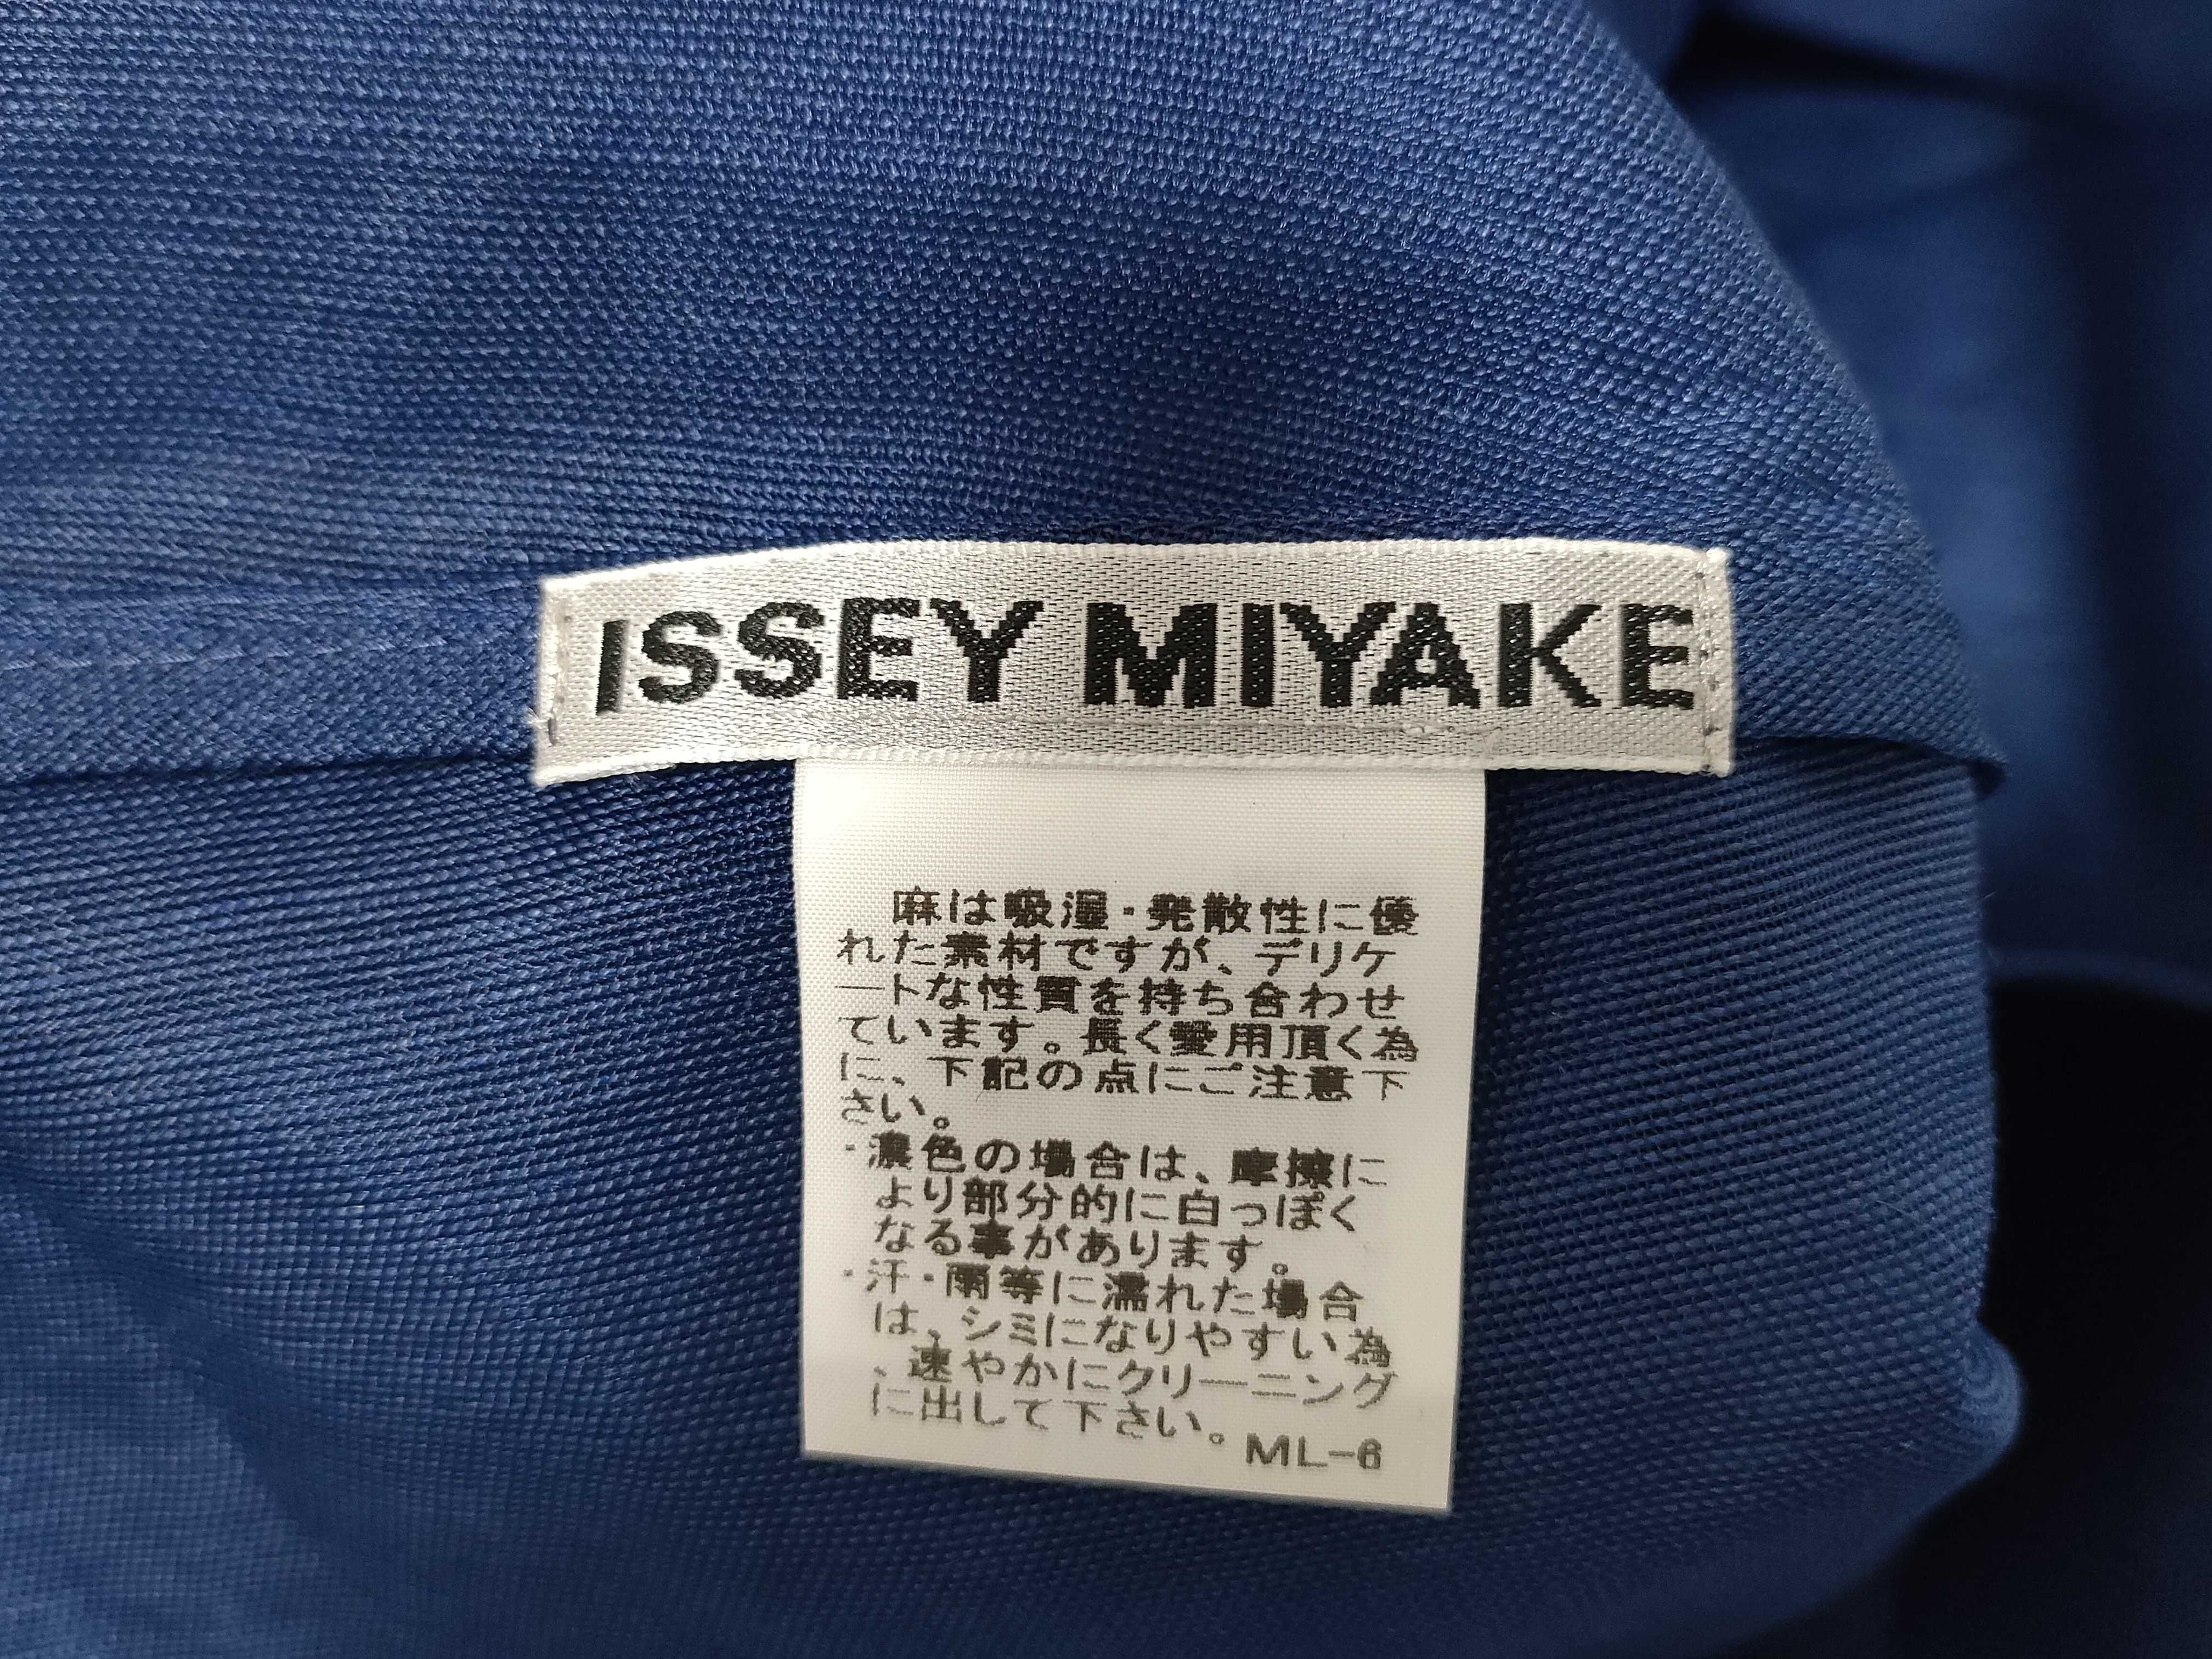 ISSEY MIYAKE
麻は吸湿・発散性に優
れた素材ですが、デリケ
ートな性質を持ち合わせ
ています。長く愛用頂く為
に、下記の点にご注意下
さい。
・濃色の場合は、摩擦に
より部分的に白っぽく
なる事があります。
・汗・雨等に濡れた場合
は、シミになりやすい為
、速やかにクリーニング
に出して下さい。
ML-6